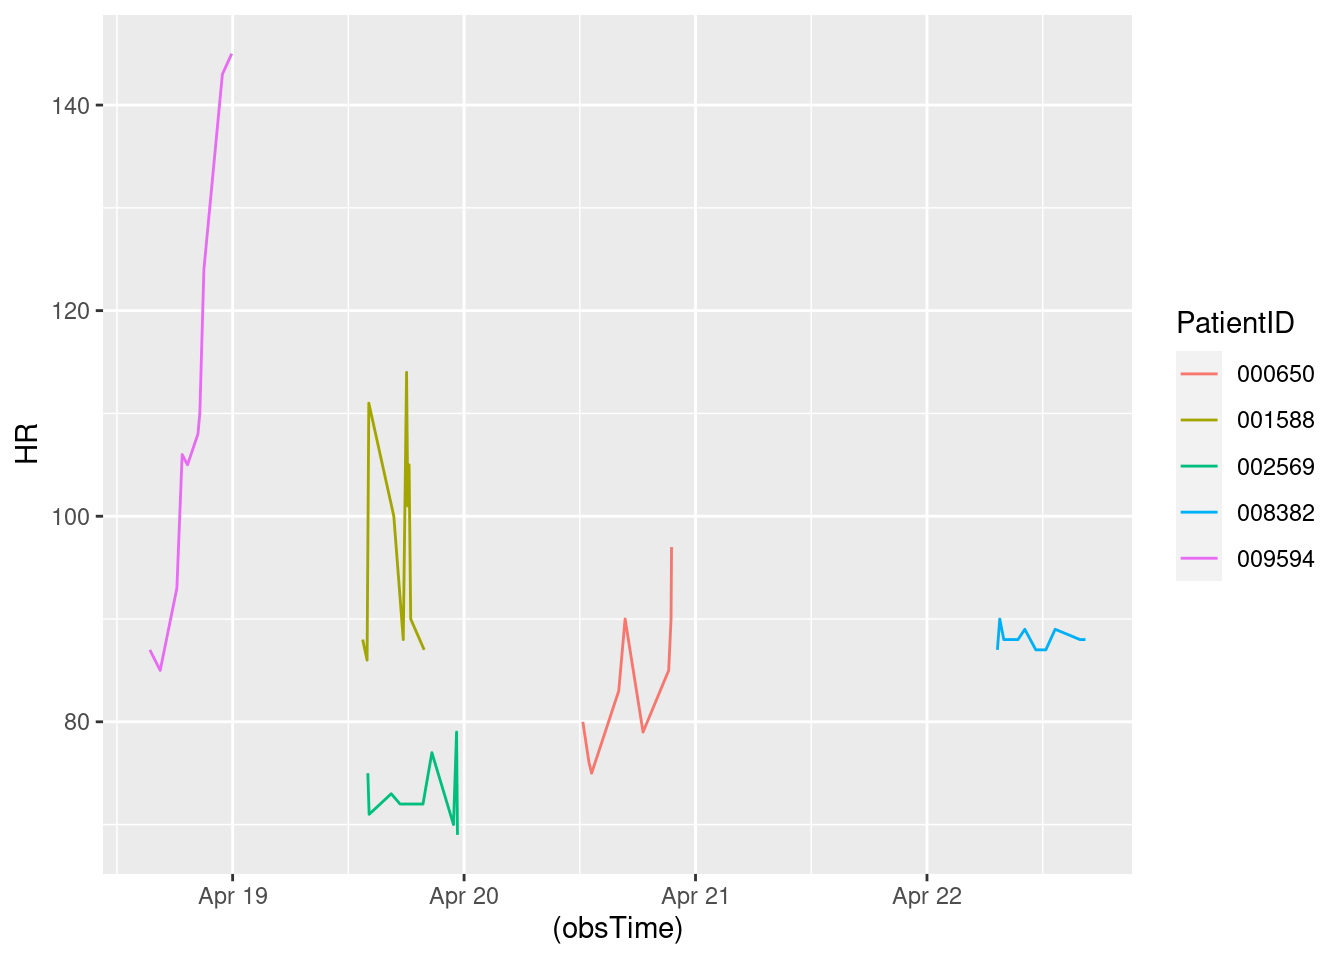 140
120
100
80
HR
Apr 19
Apr 20
Apr 21
Apr 22
(obsTime)
PatientID
000650
001588
002569
008382
009594